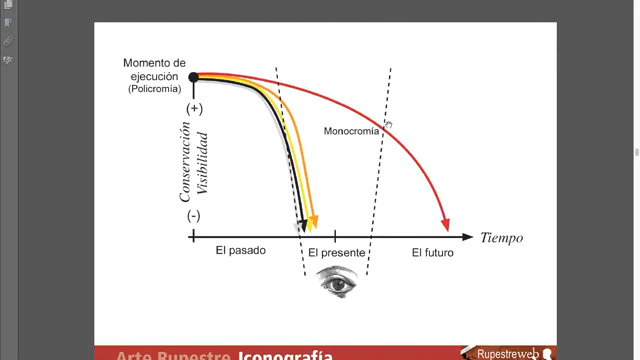 Momento de
ejecución
(Policromía)
(+)
Conservación
Visibilidad
(-)
Monocromía
Tiempo
El pasado
El presente
El futuro
Arte Rupestre Iconografía
Rupestreweb